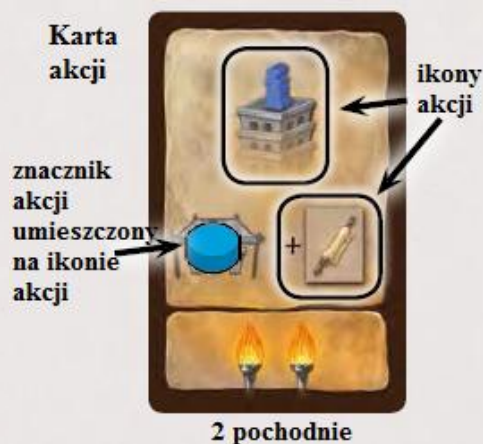 Karta
akcji
ikony
akcji
znacznik
akcji
umieszczony
na ikonie
akcji
+
2 pochodnie